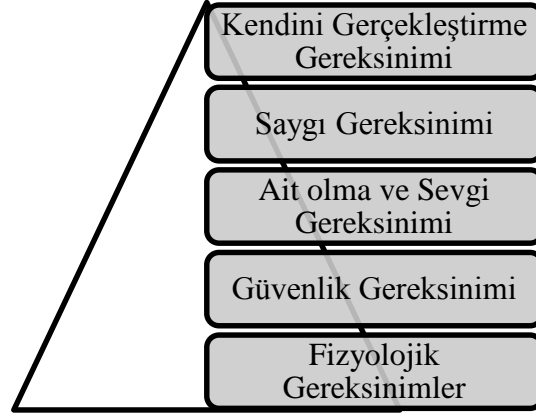 Kendini Gerçekleştirme
Gereksinimi
Saygı Gereksinimi
Ait olma ve Sevgi
Gereksinimi
Güvenlik Gereksinimi
Fizyolojik
Gereksinimler